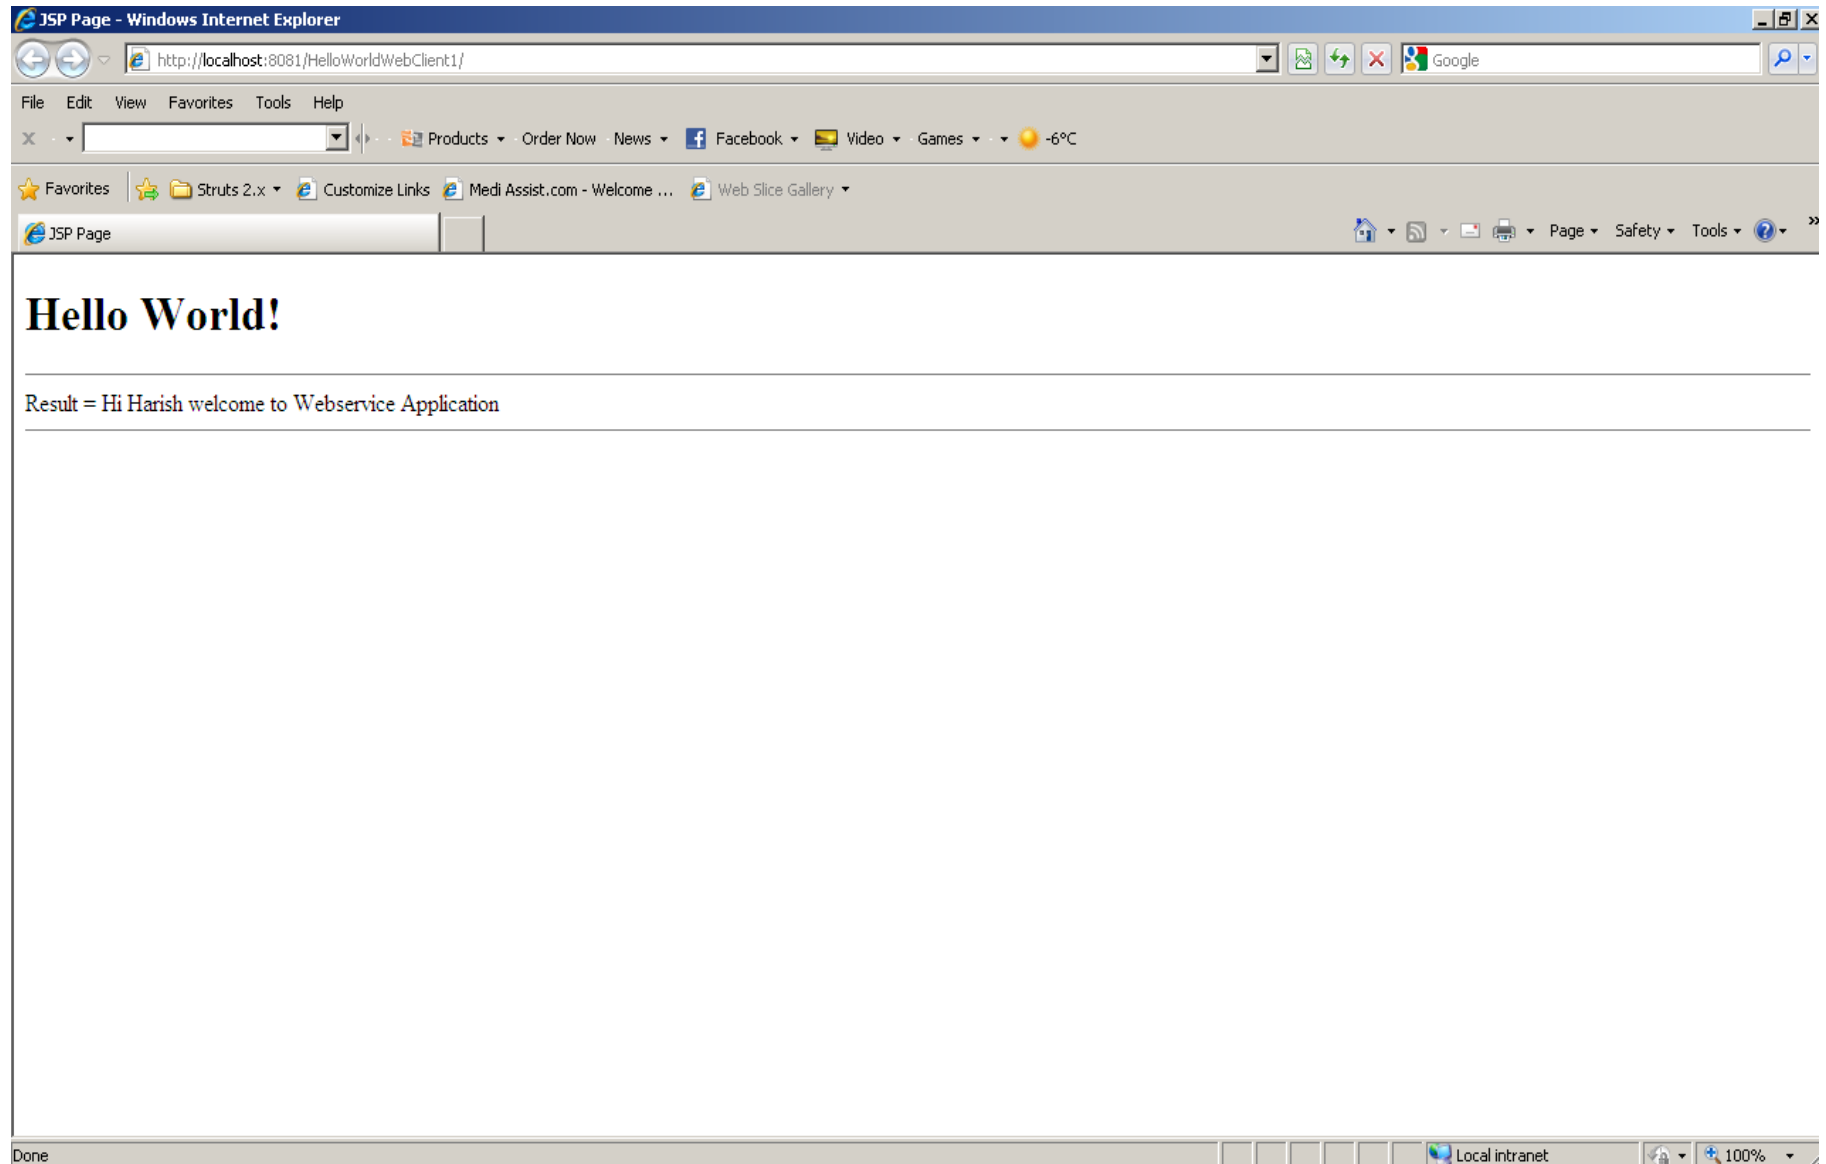 JSP Page - Windows Internet Explorer
http://localhost:8081/HelloWorldWebClient1/
Google
File Edit View Favorites Tools Help
Products Order Now News Facebook Video Games -6°C
Favorites Struts 2.x Customize Links Medi Assist.com - Welcome ... Web Slice Gallery
JSP Page
Page Safety Tools
Hello World!
Result = Hi Harish welcome to Webservice Application
Done
Local intranet
100%